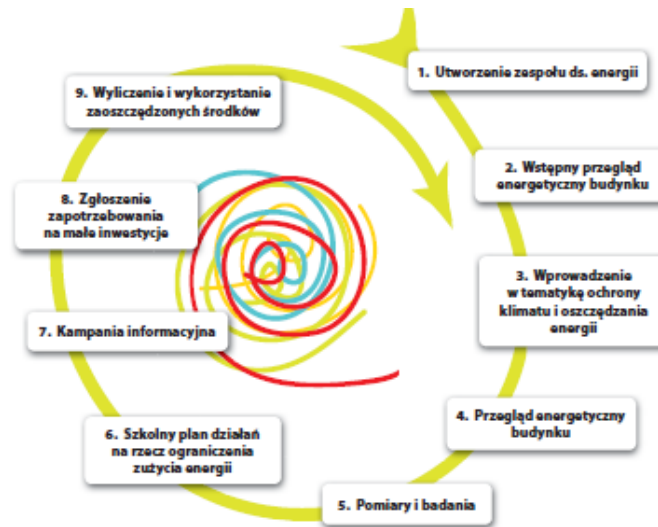 1. Utworzenie zespołu ds. energii
2. Wstępny przegląd
energetyczny budynku
3. Wprowadzenie
w tematykę ochrony
klimatu i oszczędzania
energii
4. Przegląd energetyczny
budynku
5. Pomiary i badania
6. Szkolny plan działań
na rzecz ograniczenia
zużycia energii
7. Kampania informacyjna
8. Zgłoszenie
zapotrzebowania
na małe inwestycje
9. Wyliczenie i wykorzystanie
zaoszczędzonych środków